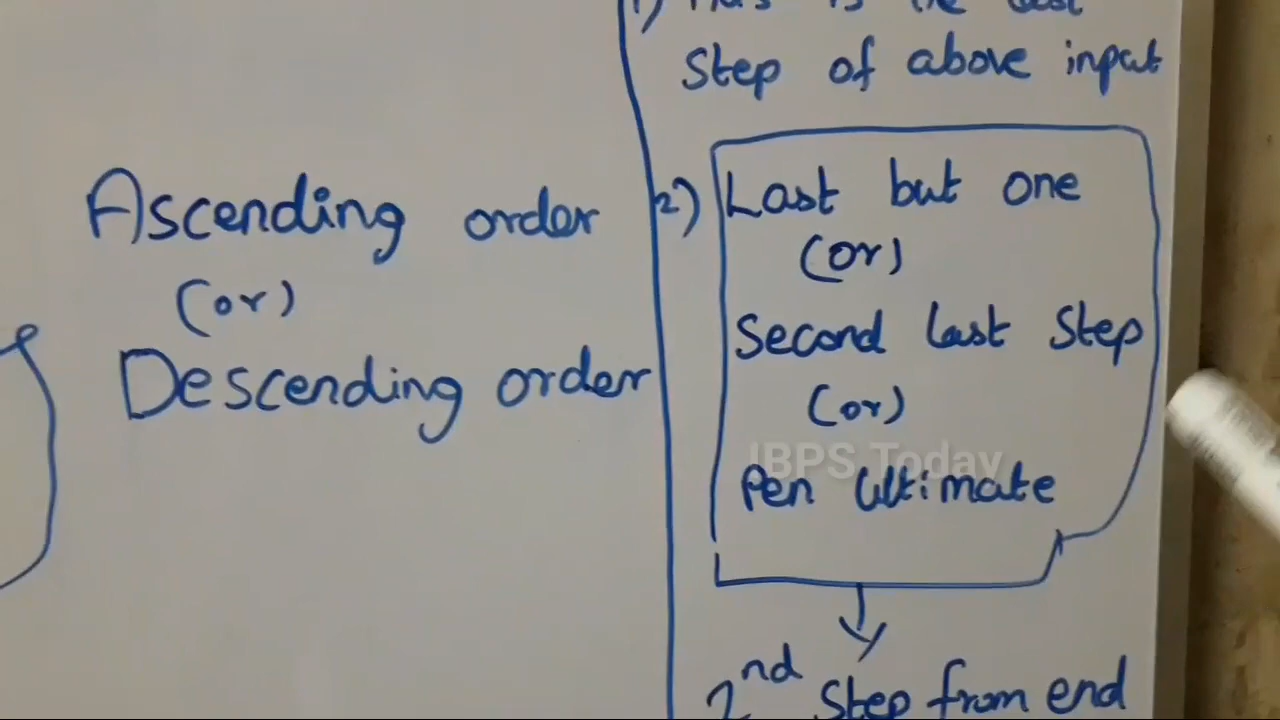 Step of above input
Ascending order
(or)
Descending order
2) Last but one
(or)
Second last Step
(or)
Pen ultimate
IBPS Today
2nd Step from end